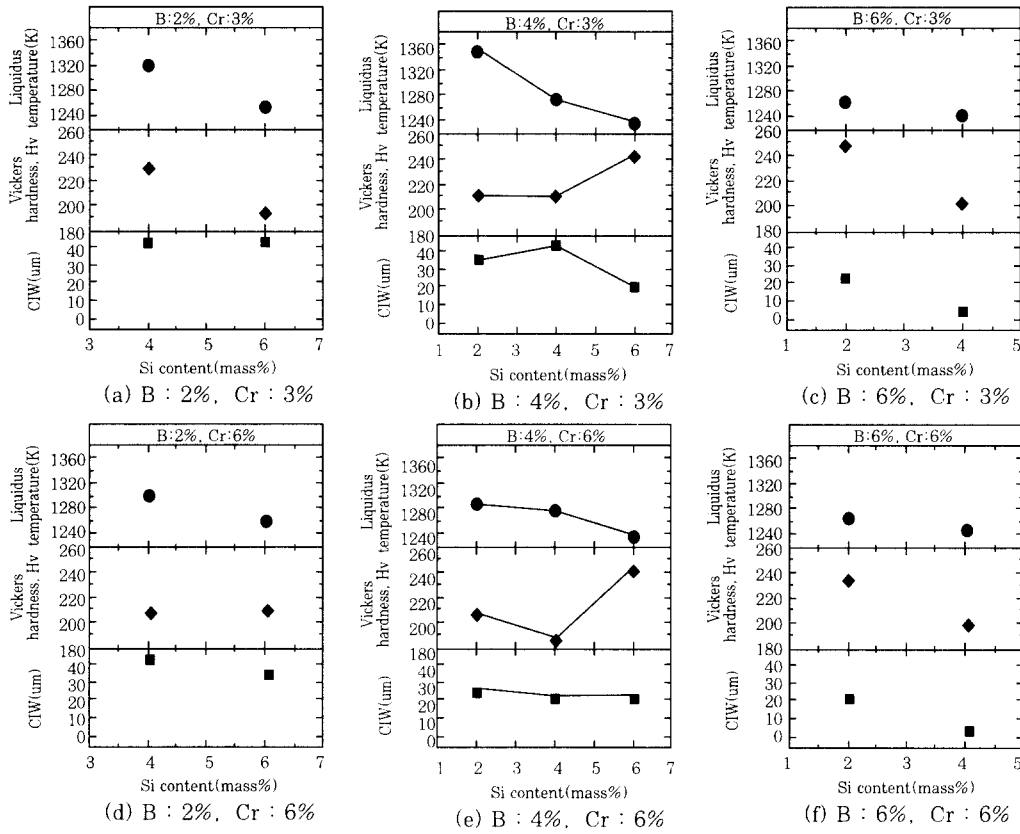 B:2%, Cr:3%
Liquidus temperature(K)
1360
1320
1280
1240
Vickers hardness, Hv
260
240
220
200
180
CIW(um)
40
30
20
10
0
3 4 5 6 7
Si content(mass%)
(a) B : 2%, Cr : 3%
B:4%, Cr:3%
Liquidus temperature(K)
1360
1320
1280
1240
Vickers hardness, Hv
260
240
220
200
180
CIW(um)
40
30
20
10
0
1 2 3 4 5 6 7
Si content(mass%)
(b) B : 4%, Cr : 3%
B:6%, Cr:3%
Liquidus temperature(K)
1360
1320
1280
1240
Vickers hardness, Hv
260
240
220
200
180
CIW(um)
40
30
20
10
0
1 2 3 4 5
Si content(mass%)
(c) B : 6%, Cr : 3%
B:2%, Cr:6%
Liquidus temperature(K)
1360
1320
1280
1240
Vickers hardness, Hv
260
240
220
200
180
CIW(um)
40
30
20
10
0
3 4 5 6 7
Si content(mass%)
(d) B : 2%, Cr : 6%
B:4%, Cr:6%
Liquidus temperature(K)
1360
1320
1280
1240
Vickers hardness, Hv
260
240
220
200
180
CIW(um)
40
30
20
10
0
1 2 3 4 5 6 7
Si content(mass%)
(e) B : 4%, Cr : 6%
B:6%, Cr:6%
Liquidus temperature(K)
1360
1320
1280
1240
Vickers hardness, Hv
260
240
220
200
180
CIW(um)
40
30
20
10
0
1 2 3 4 5
Si content(mass%)
(f) B : 6%, Cr : 6%